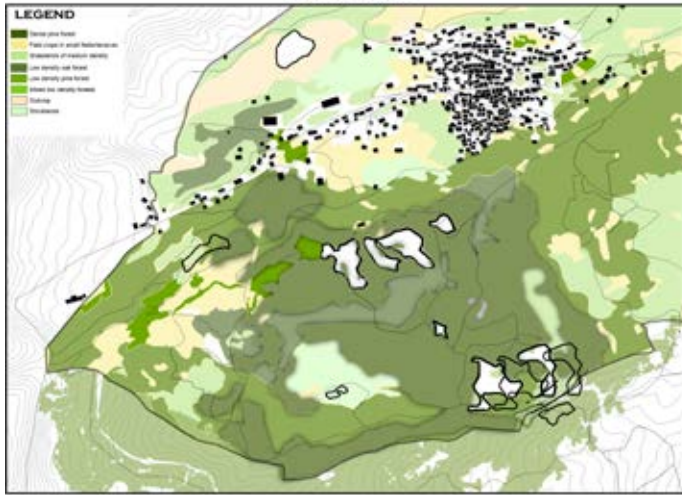 LEGEND
Dense pine forest
Field crops in small fields/terraces
Grasslands of medium density
Low density oak forest
Low density pine forest
Mixed low density forests
Outcrop
Shrublands